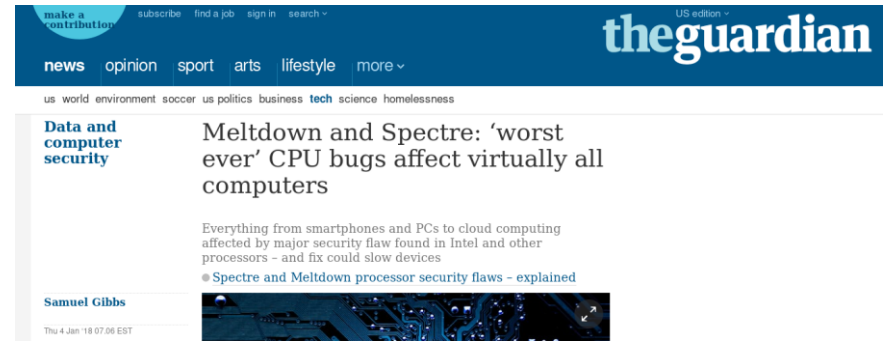 make a
contribution
subscribe find a job sign in search
US edition
theguardian
news opinion sport arts lifestyle more
us world environment soccer us politics business tech science homelessness
Data and
computer
security
Meltdown and Spectre: ‘worst
ever’ CPU bugs affect virtually all
computers
Everything from smartphones and PCs to cloud computing
affected by major security flaw found in Intel and other
processors – and fix could slow devices
Spectre and Meltdown processor security flaws – explained
Samuel Gibbs
Thu 4 Jan ‘18 07.06 EST